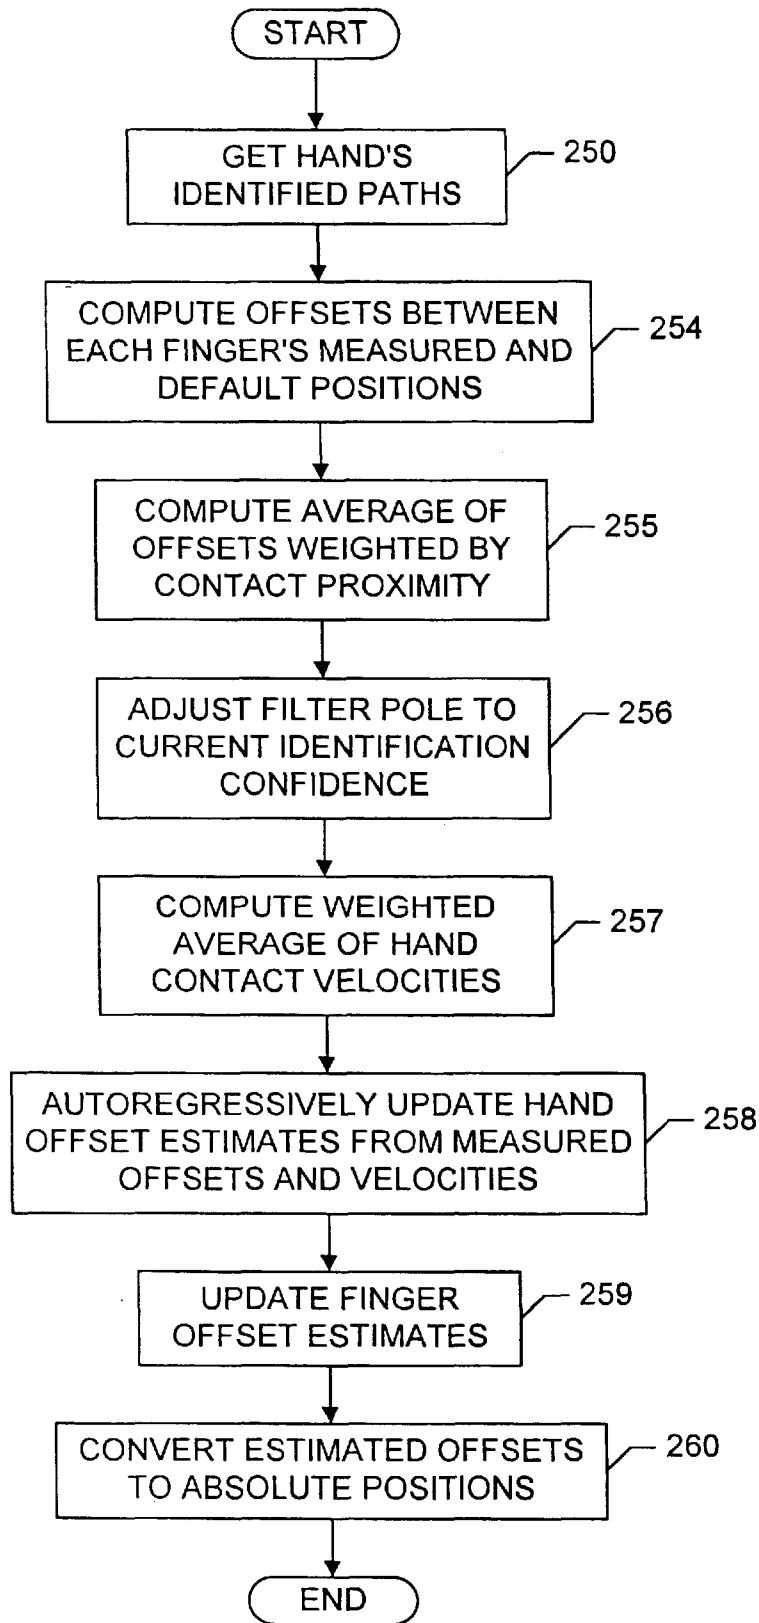 START
GET HAND'S
IDENTIFIED PATHS
250
COMPUTE OFFSETS BETWEEN
EACH FINGER'S MEASURED AND
DEFAULT POSITIONS
254
COMPUTE AVERAGE OF
OFFSETS WEIGHTED BY
CONTACT PROXIMITY
255
ADJUST FILTER POLE TO
CURRENT IDENTIFICATION
CONFIDENCE
256
COMPUTE WEIGHTED
AVERAGE OF HAND
CONTACT VELOCITIES
257
AUTOREGRESSIVELY UPDATE HAND
OFFSET ESTIMATES FROM MEASURED
OFFSETS AND VELOCITIES
258
UPDATE FINGER
OFFSET ESTIMATES
259
CONVERT ESTIMATED OFFSETS
TO ABSOLUTE POSITIONS
260
END